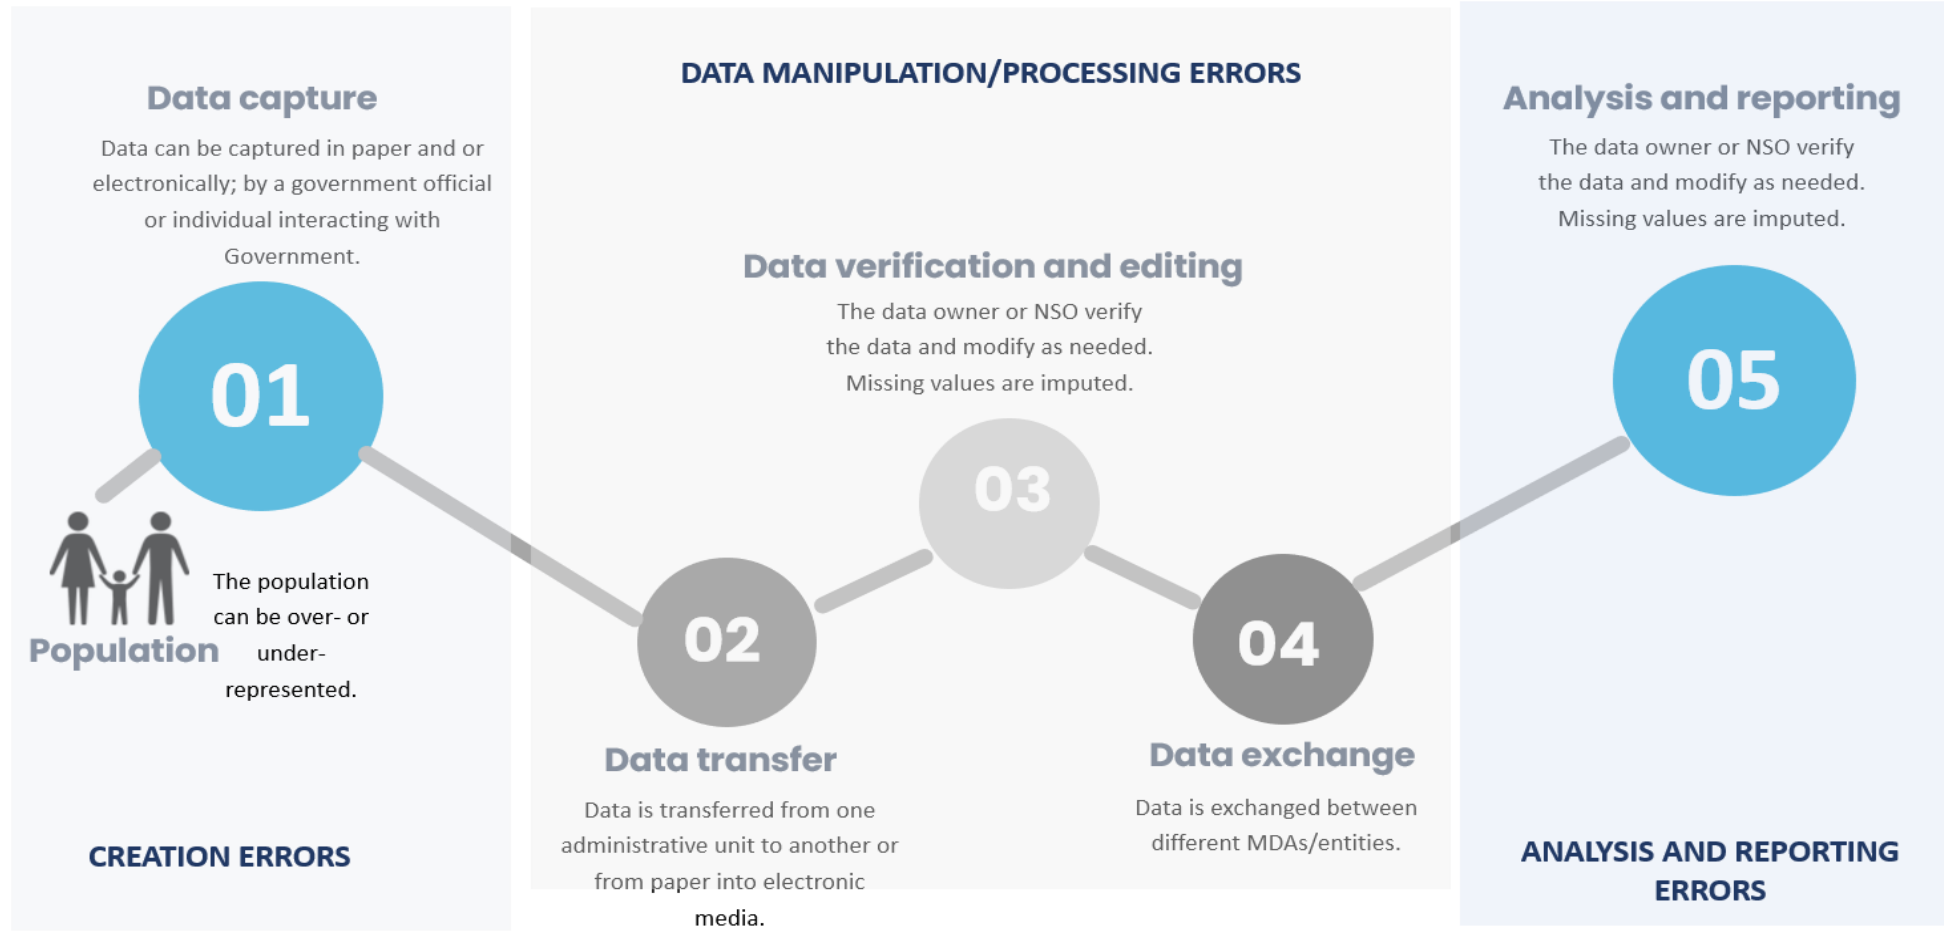 Data capture
Data can be captured in paper and or
electronically; by a government official
or individual interacting with
Government.
01
Population
The population
can be over- or
under-
represented.
CREATION ERRORS
DATA MANIPULATION/PROCESSING ERRORS
02
Data transfer
Data is transferred from one
administrative unit to another or
from paper into electronic
media.
Data verification and editing
The data owner or NSO verify
the data and modify as needed.
Missing values are imputed.
03
04
Data exchange
Data is exchanged between
different MDAs/entities.
Analysis and reporting
The data owner or NSO verify
the data and modify as needed.
Missing values are imputed.
05
ANALYSIS AND REPORTING
ERRORS